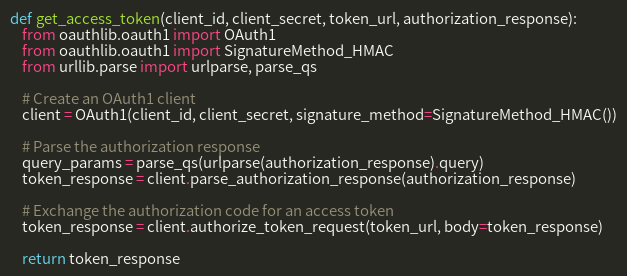 def get_access_token(client_id, client_secret, token_url, authorization_response):
from oauthlib.oauth1 import OAuth1
from oauthlib.oauth1 import SignatureMethod_HMAC
from urllib.parse import urlparse, parse_qs
# Create an OAuth1 client
client = OAuth1(client_id, client_secret, signature_method=SignatureMethod_HMAC())
# Parse the authorization response
query_params = parse_qs(urlparse(authorization_response).query)
token_response = client.parse_authorization_response(authorization_response)
# Exchange the authorization code for an access token
token_response = client.authorize_token_request(token_url, body=token_response)
return token_response